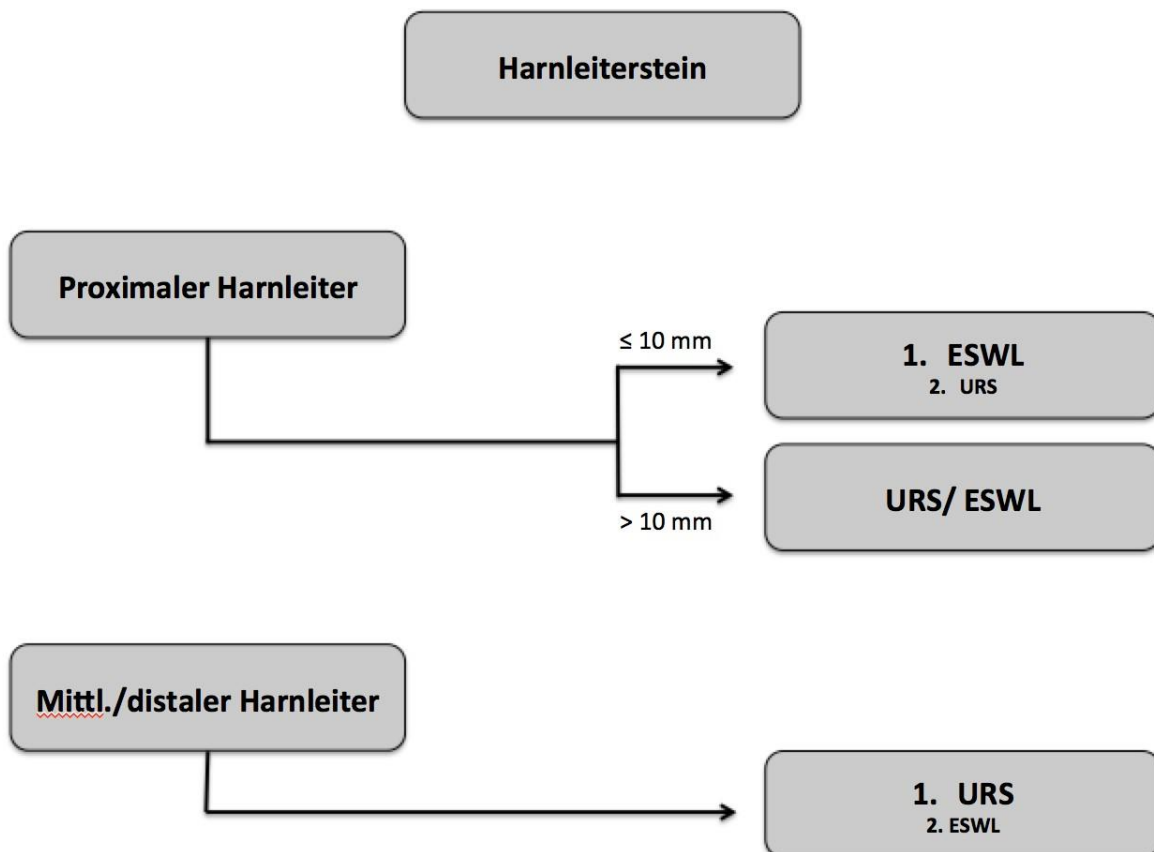 Harnleiterstein
Proximaler Harnleiter
≤ 10 mm
1. ESWL
2. URS
> 10 mm
URS/ ESWL
Mittl./distaler Harnleiter
1. URS
2. ESWL